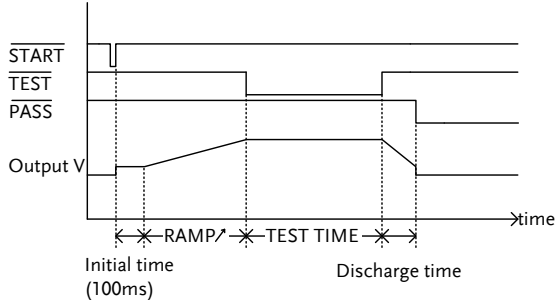 START
TEST
PASS
Output V
time
RAMP↗ TEST TIME
Initial time
(100ms)
Discharge time